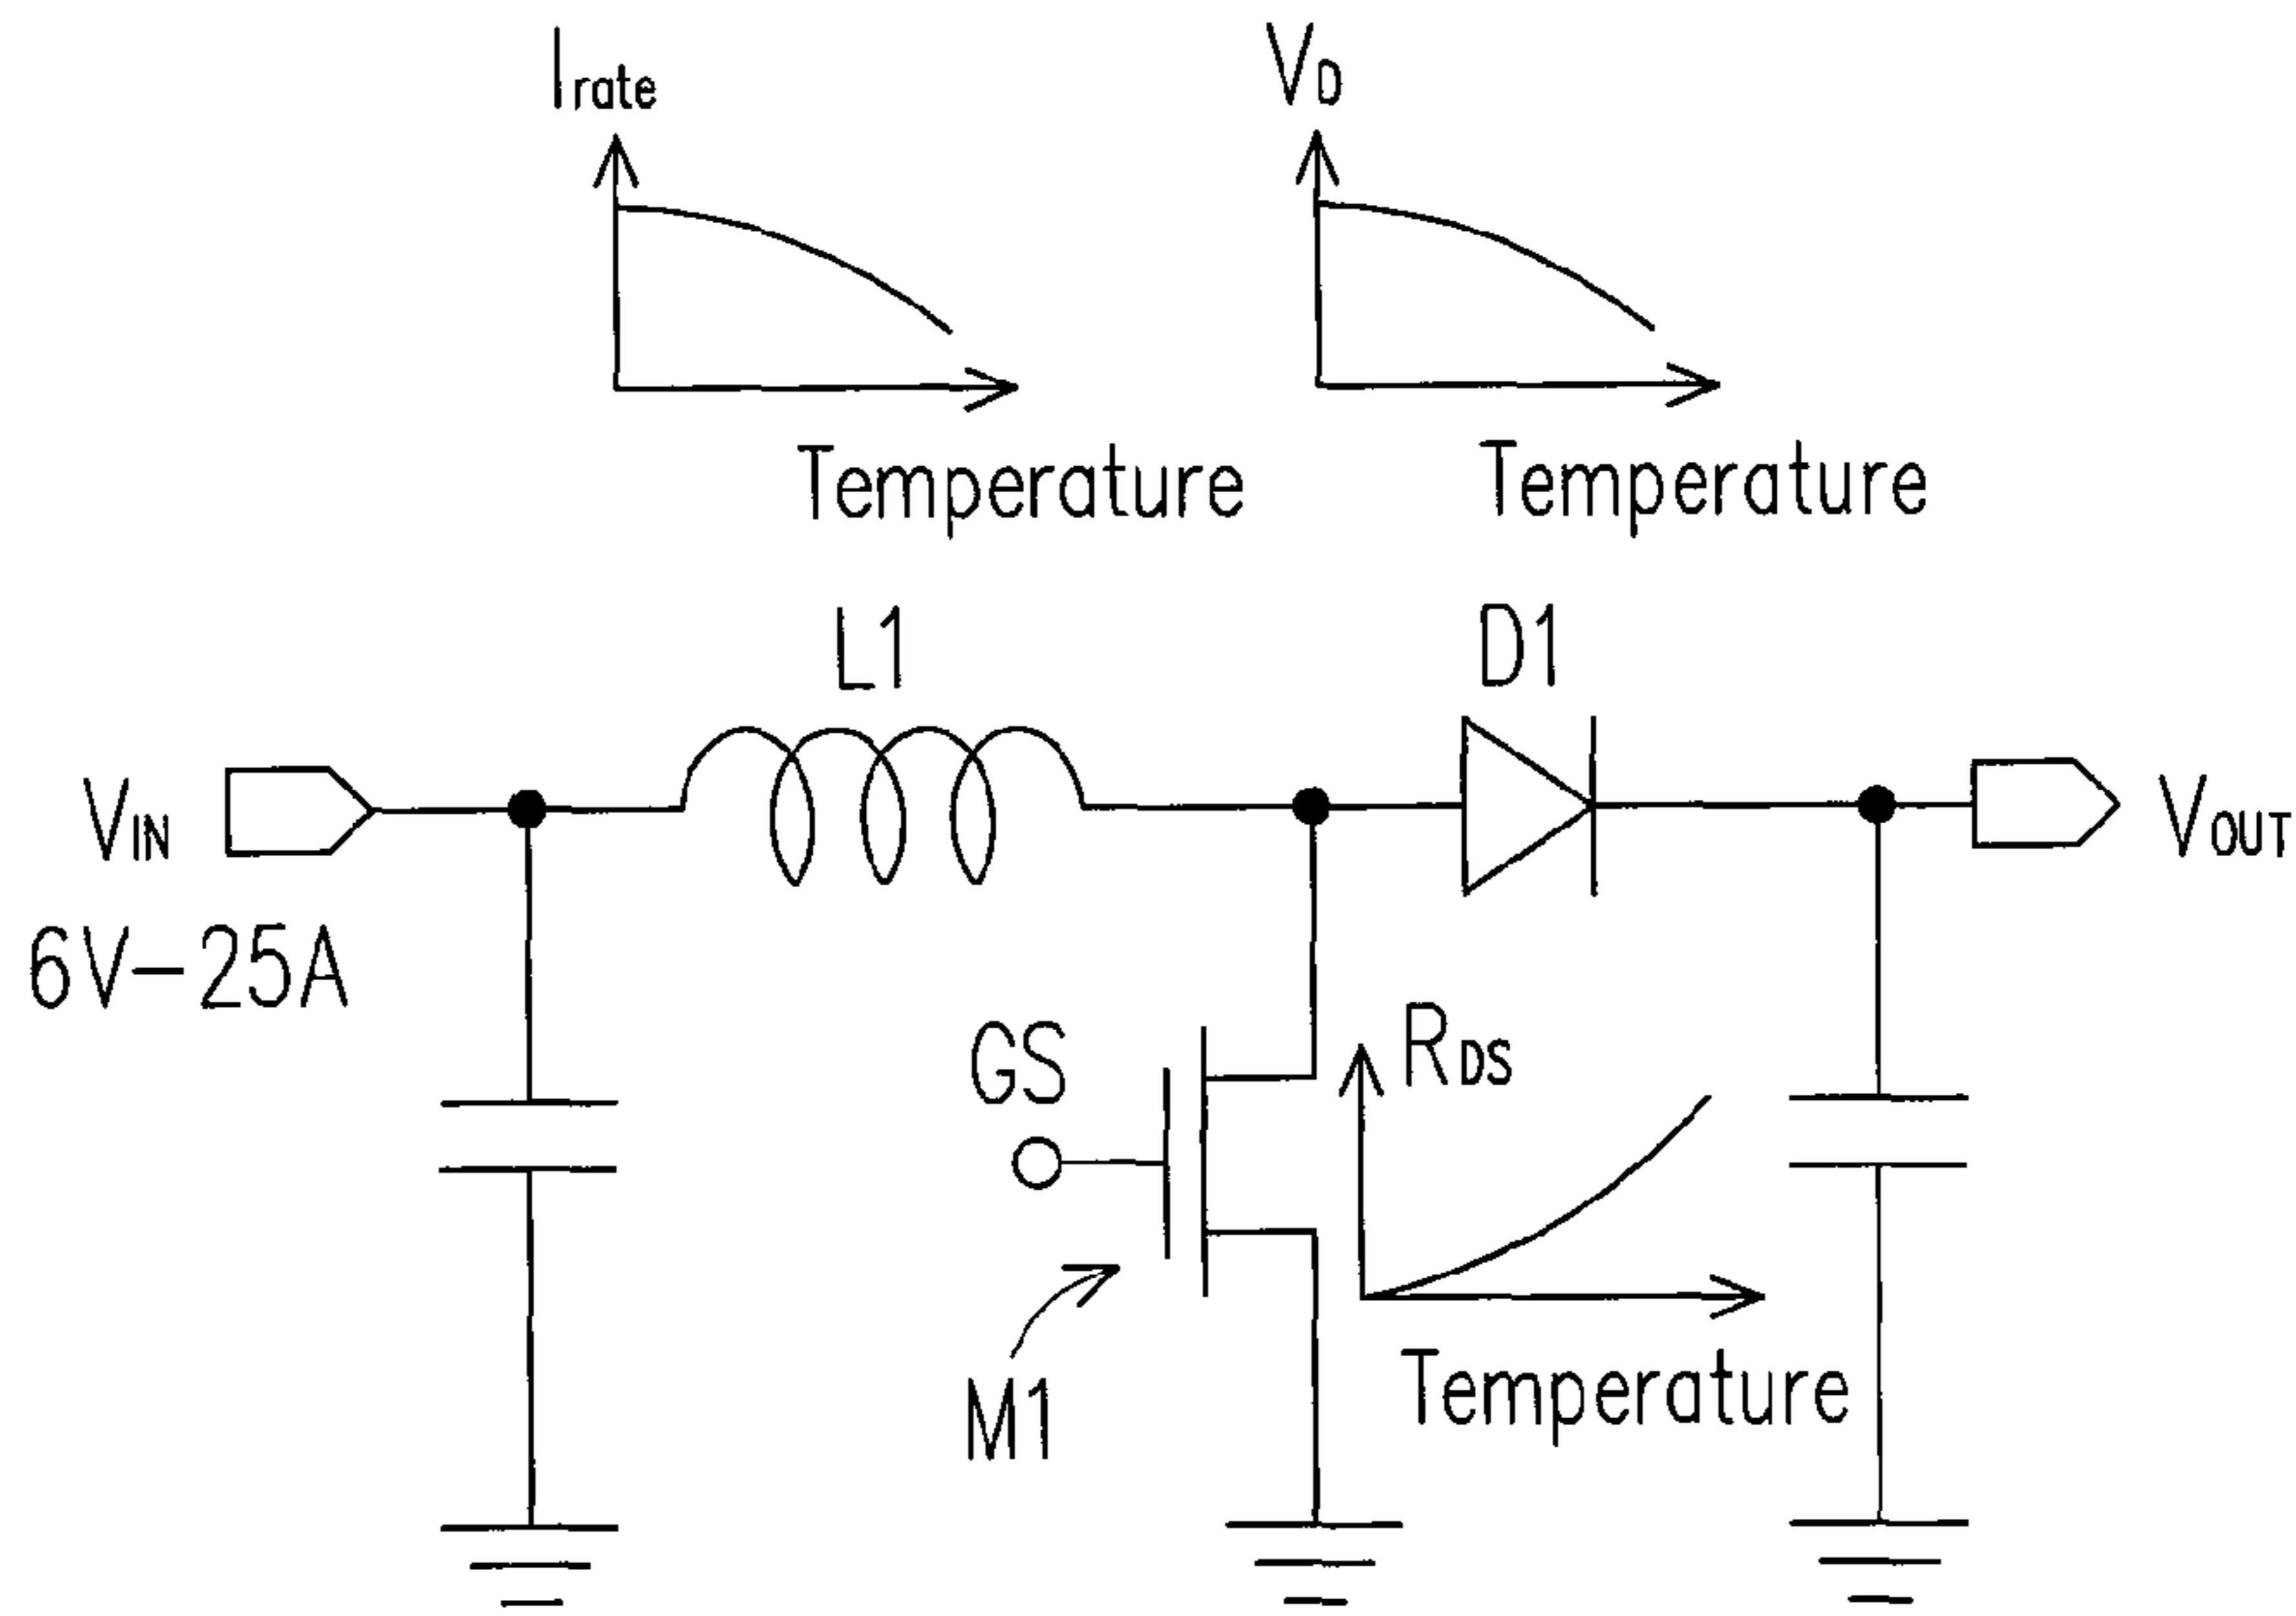 Irate
VD
Temperature
Temperature
L1
D1
VIN
VOUT
6V-25A
GS
RDS
Temperature
M1